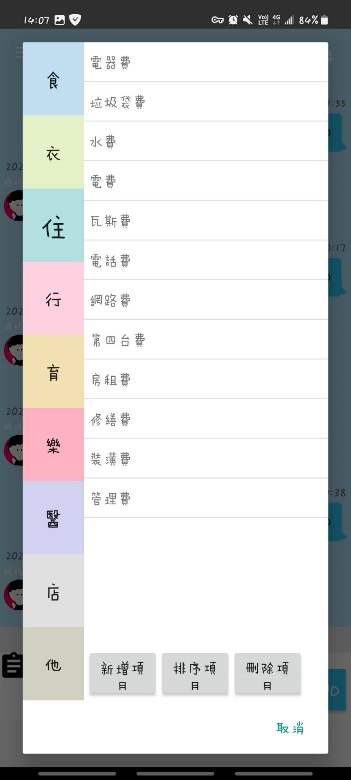 14:07
VoD LTE 4G 84%
食
衣
住
行
育
樂
醫
店
他
電器費
垃圾袋費
水費
電費
瓦斯費
電話費
網路費
第四台費
房租費
修繕費
裝潢費
管理費
新增項目
排序項目
刪除項目
取消